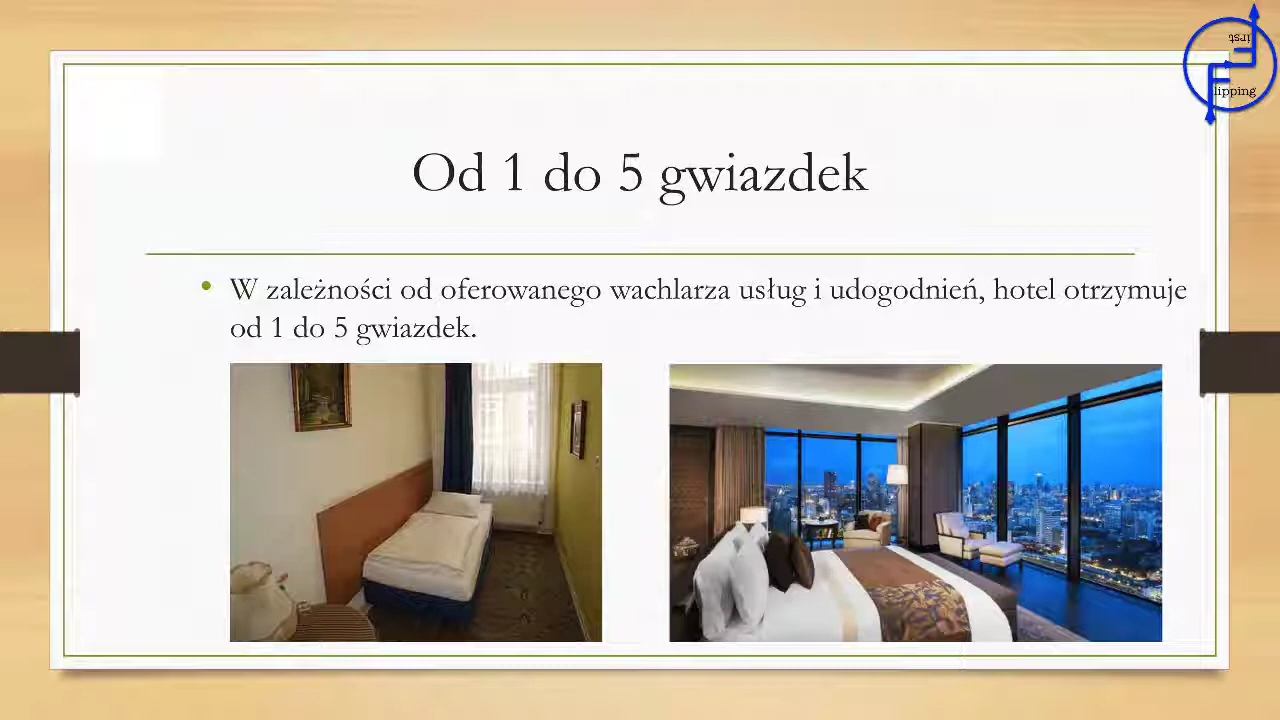 irst
lipping
Od 1 do 5 gwiazdek
W zależności od oferowanego wachlarza usług i udogodnień, hotel otrzymuje
od 1 do 5 gwiazdek.